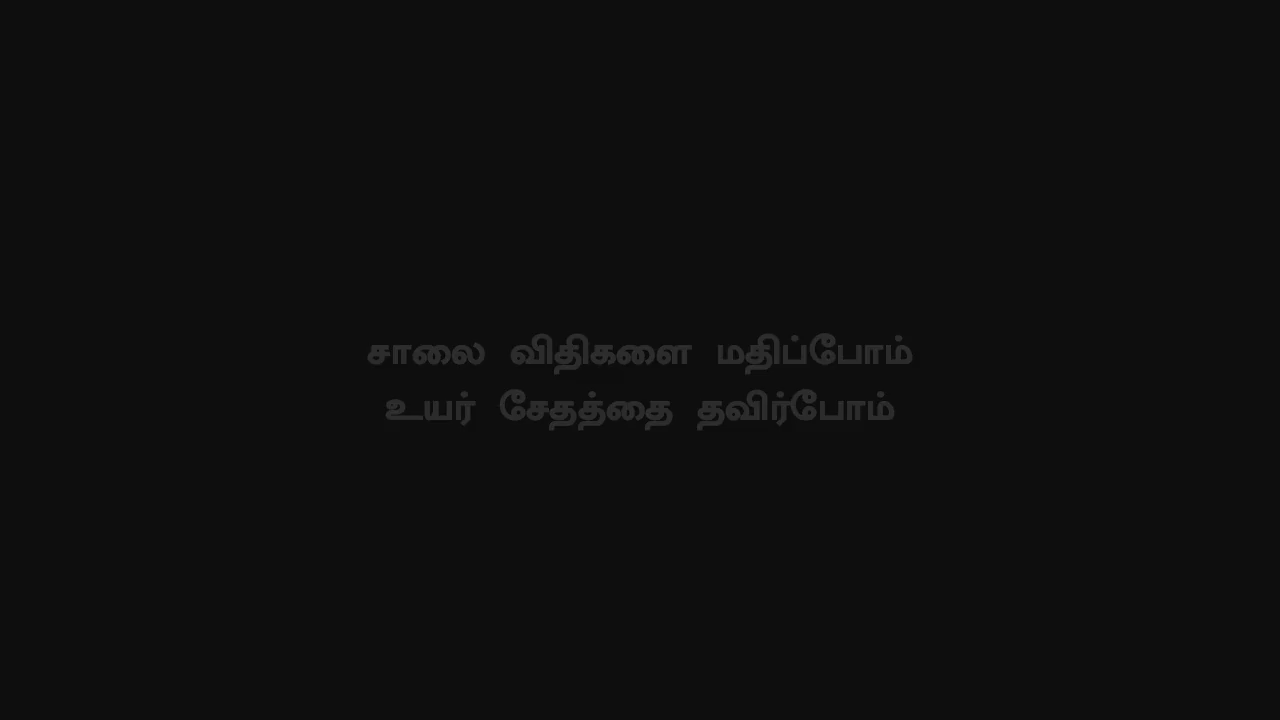 சாலை விதிகளை மதிப்போம்
உயர் சேதத்தை தவிர்போம்